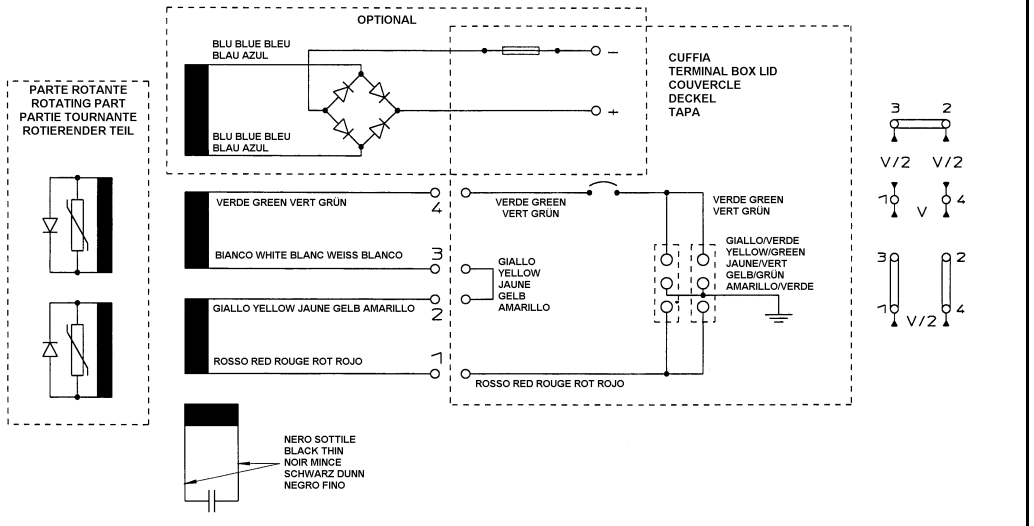 OPTIONAL
BLU BLUE BLEU
BLAU AZUL
BLU BLUE BLEU
BLAU AZUL
−
+
CUFFIA
TERMINAL BOX LID
COUVERCLE
DECKEL
TAPA
PARTE ROTANTE
ROTATING PART
PARTIE TOURNANTE
ROTIERENDER TEIL
VERDE GREEN VERT GRÜN
4
VERDE GREEN
VERT GRÜN
VERDE GREEN
VERT GRÜN
BIANCO WHITE BLANC WEISS BLANCO
3
GIALLO
YELLOW
JAUNE
GELB
AMARILLO
GIALLO/VERDE
YELLOW/GREEN
JAUNE/VERT
GELB/GRÜN
AMARILLO/VERDE
GIALLO YELLOW JAUNE GELB AMARILLO
2
ROSSO RED ROUGE ROT ROJO
1
ROSSO RED ROUGE ROT ROJO
NERO SOTTILE
BLACK THIN
NOIR MINCE
SCHWARZ DUNN
NEGRO FINO
3 2
V/2 V/2
1 4
V
3 2
1 4
V/2